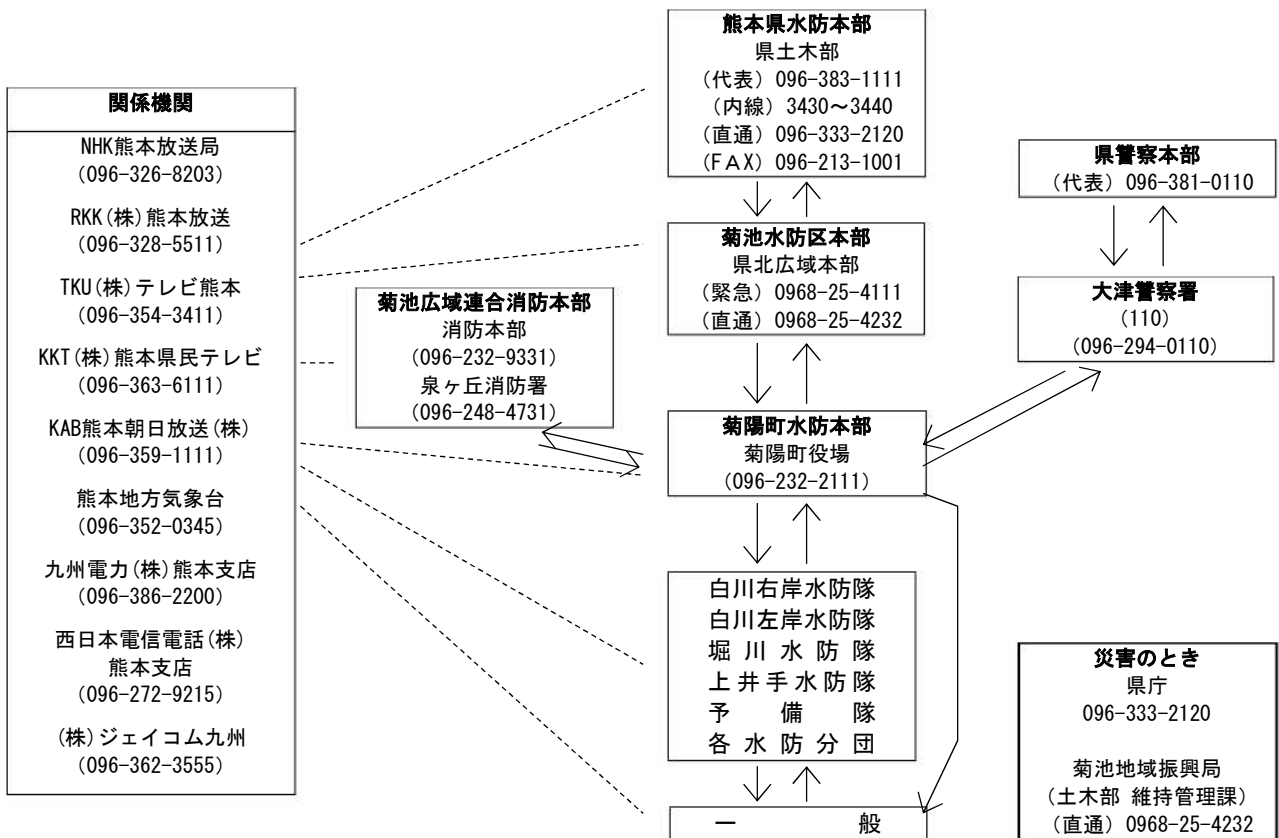 関係機関
NHK熊本放送局
(096-326-8203)
RKK(株)熊本放送
(096-328-5511)
TKU(株)テレビ熊本
(096-354-3411)
KKT(株)熊本県民テレビ
(096-363-6111)
KAB熊本朝日放送(株)
(096-359-1111)
熊本地方気象台
(096-352-0345)
九州電力(株)熊本支店
(096-386-2200)
西日本電信電話(株)
熊本支店
(096-272-9215)
(株)ジェイコム九州
(096-362-3555)
菊池広域連合消防本部
消防本部
(096-232-9331)
泉ヶ丘消防署
(096-248-4731)
熊本県水防本部
県土木部
(代表) 096-383-1111
(内線) 3430～3440
(直通) 096-333-2120
(FAX) 096-213-1001
菊池水防区本部
県北広域本部
(緊急) 0968-25-4111
(直通) 0968-25-4232
菊陽町水防本部
菊陽町役場
(096-232-2111)
白川右岸水防隊
白川左岸水防隊
堀川水防隊
上井手水防隊
予備隊
各水防分団
一般
県警察本部
(代表) 096-381-0110
大津警察署
(110)
(096-294-0110)
災害のとき
県庁
096-333-2120
菊池地域振興局
(土木部 維持管理課)
(直通) 0968-25-4232